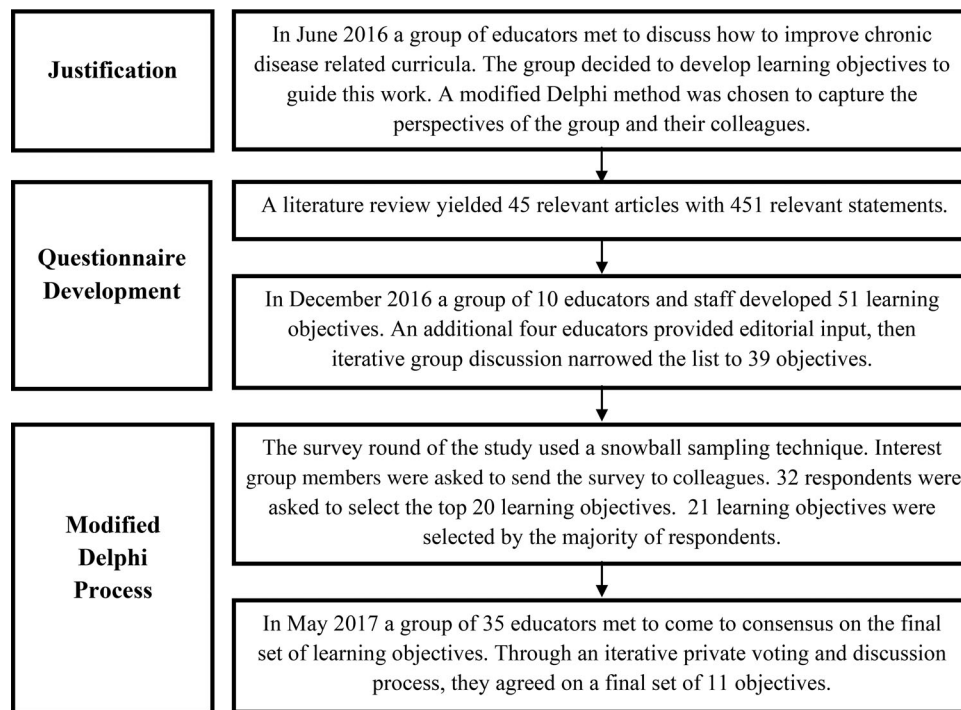 Justification
In June 2016 a group of educators met to discuss how to improve chronic
disease related curricula. The group decided to develop learning objectives to
guide this work. A modified Delphi method was chosen to capture the
perspectives of the group and their colleagues.
Questionnaire
Development
A literature review yielded 45 relevant articles with 451 relevant statements.
In December 2016 a group of 10 educators and staff developed 51 learning
objectives. An additional four educators provided editorial input, then
iterative group discussion narrowed the list to 39 objectives.
Modified
Delphi
Process
The survey round of the study used a snowball sampling technique. Interest
group members were asked to send the survey to colleagues. 32 respondents were
asked to select the top 20 learning objectives. 21 learning objectives were
selected by the majority of respondents.
In May 2017 a group of 35 educators met to come to consensus on the final
set of learning objectives. Through an iterative private voting and discussion
process, they agreed on a final set of 11 objectives.